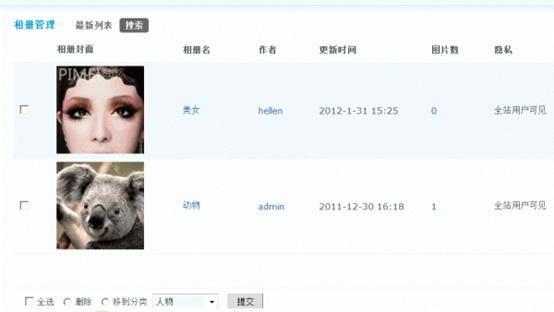 相册管理 最新列表 搜索
相册封面 相册名 作者 更新时间 图片数 隐私
美女 hellen 2012-1-31 15:25 0 全站用户可见
动物 admin 2011-12-30 16:18 1 全站用户可见
全选 删除 移到分类 人物 提交